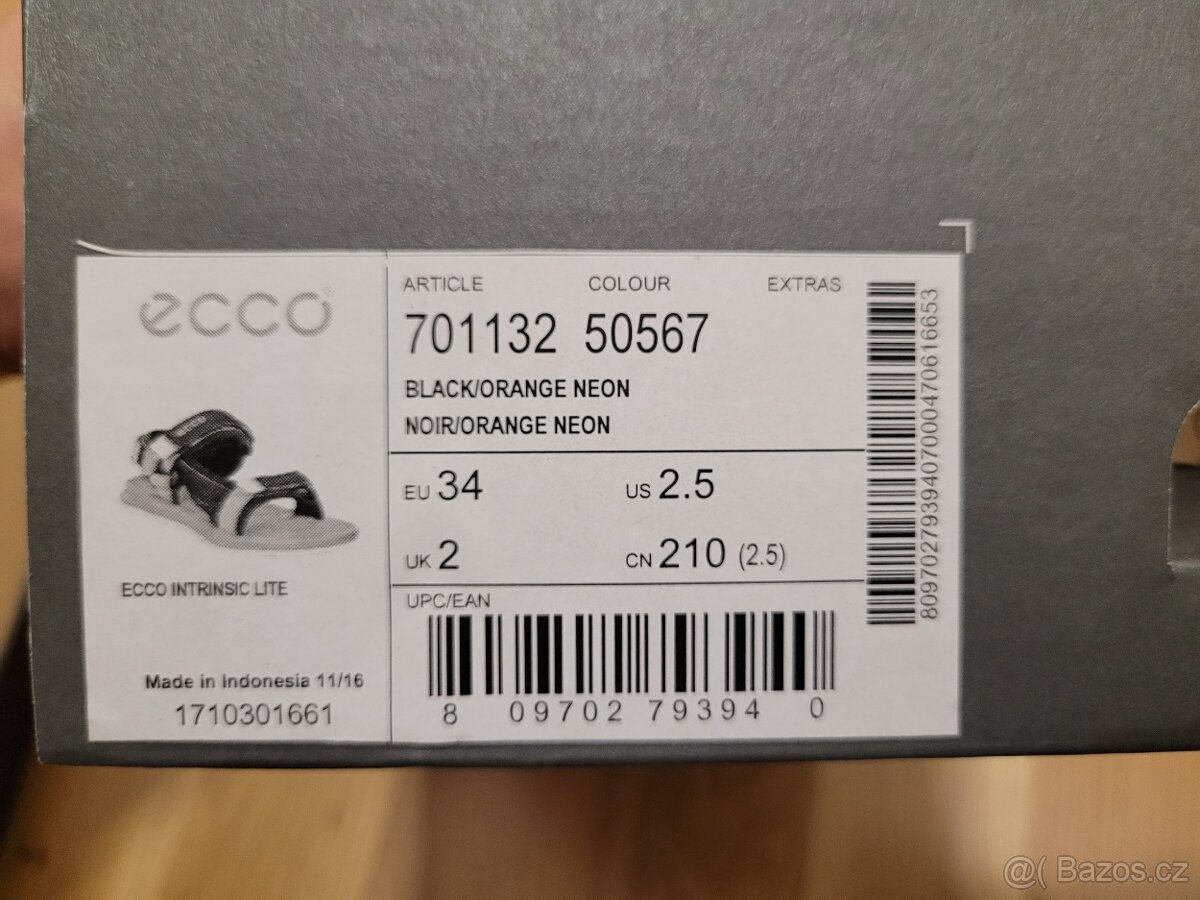 ecco
ECCO INTRINSIC LITE
Made in Indonesia 11/16
1710301661
ARTICLE COLOUR EXTRAS
701132 50567
BLACK/ORANGE NEON
NOIR/ORANGE NEON
EU 34 US 2.5
UK 2 CN 210 (2.5)
UPC/EAN
8 09702 79394 0
8097027939407000470616653
@( Bazos.cz